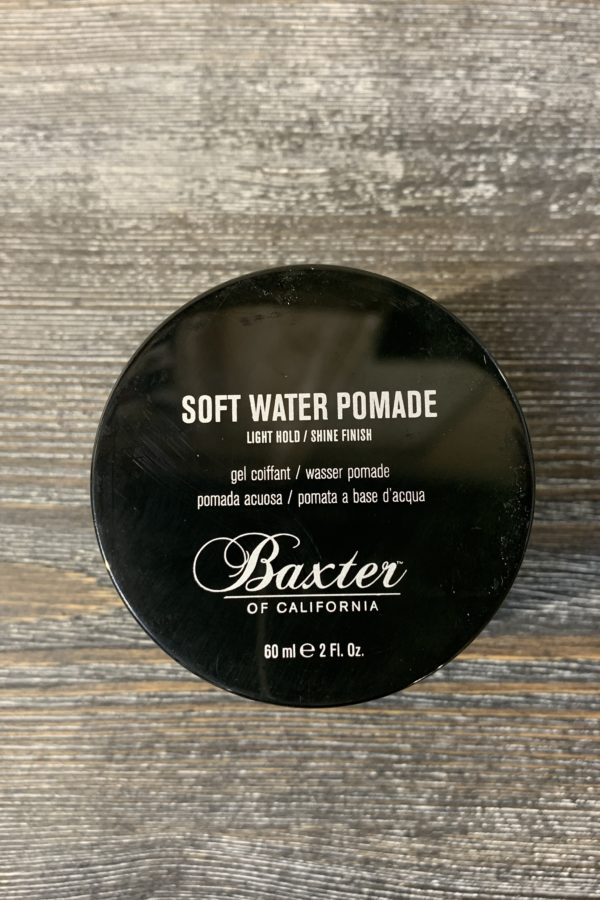 SOFT WATER POMADE
LIGHT HOLD / SHINE FINISH
gel coiffant / wasser pomade
pomada acuosa / pomata a base d'acqua
Baxter™
OF CALIFORNIA
60 ml ℮ 2 Fl. Oz.